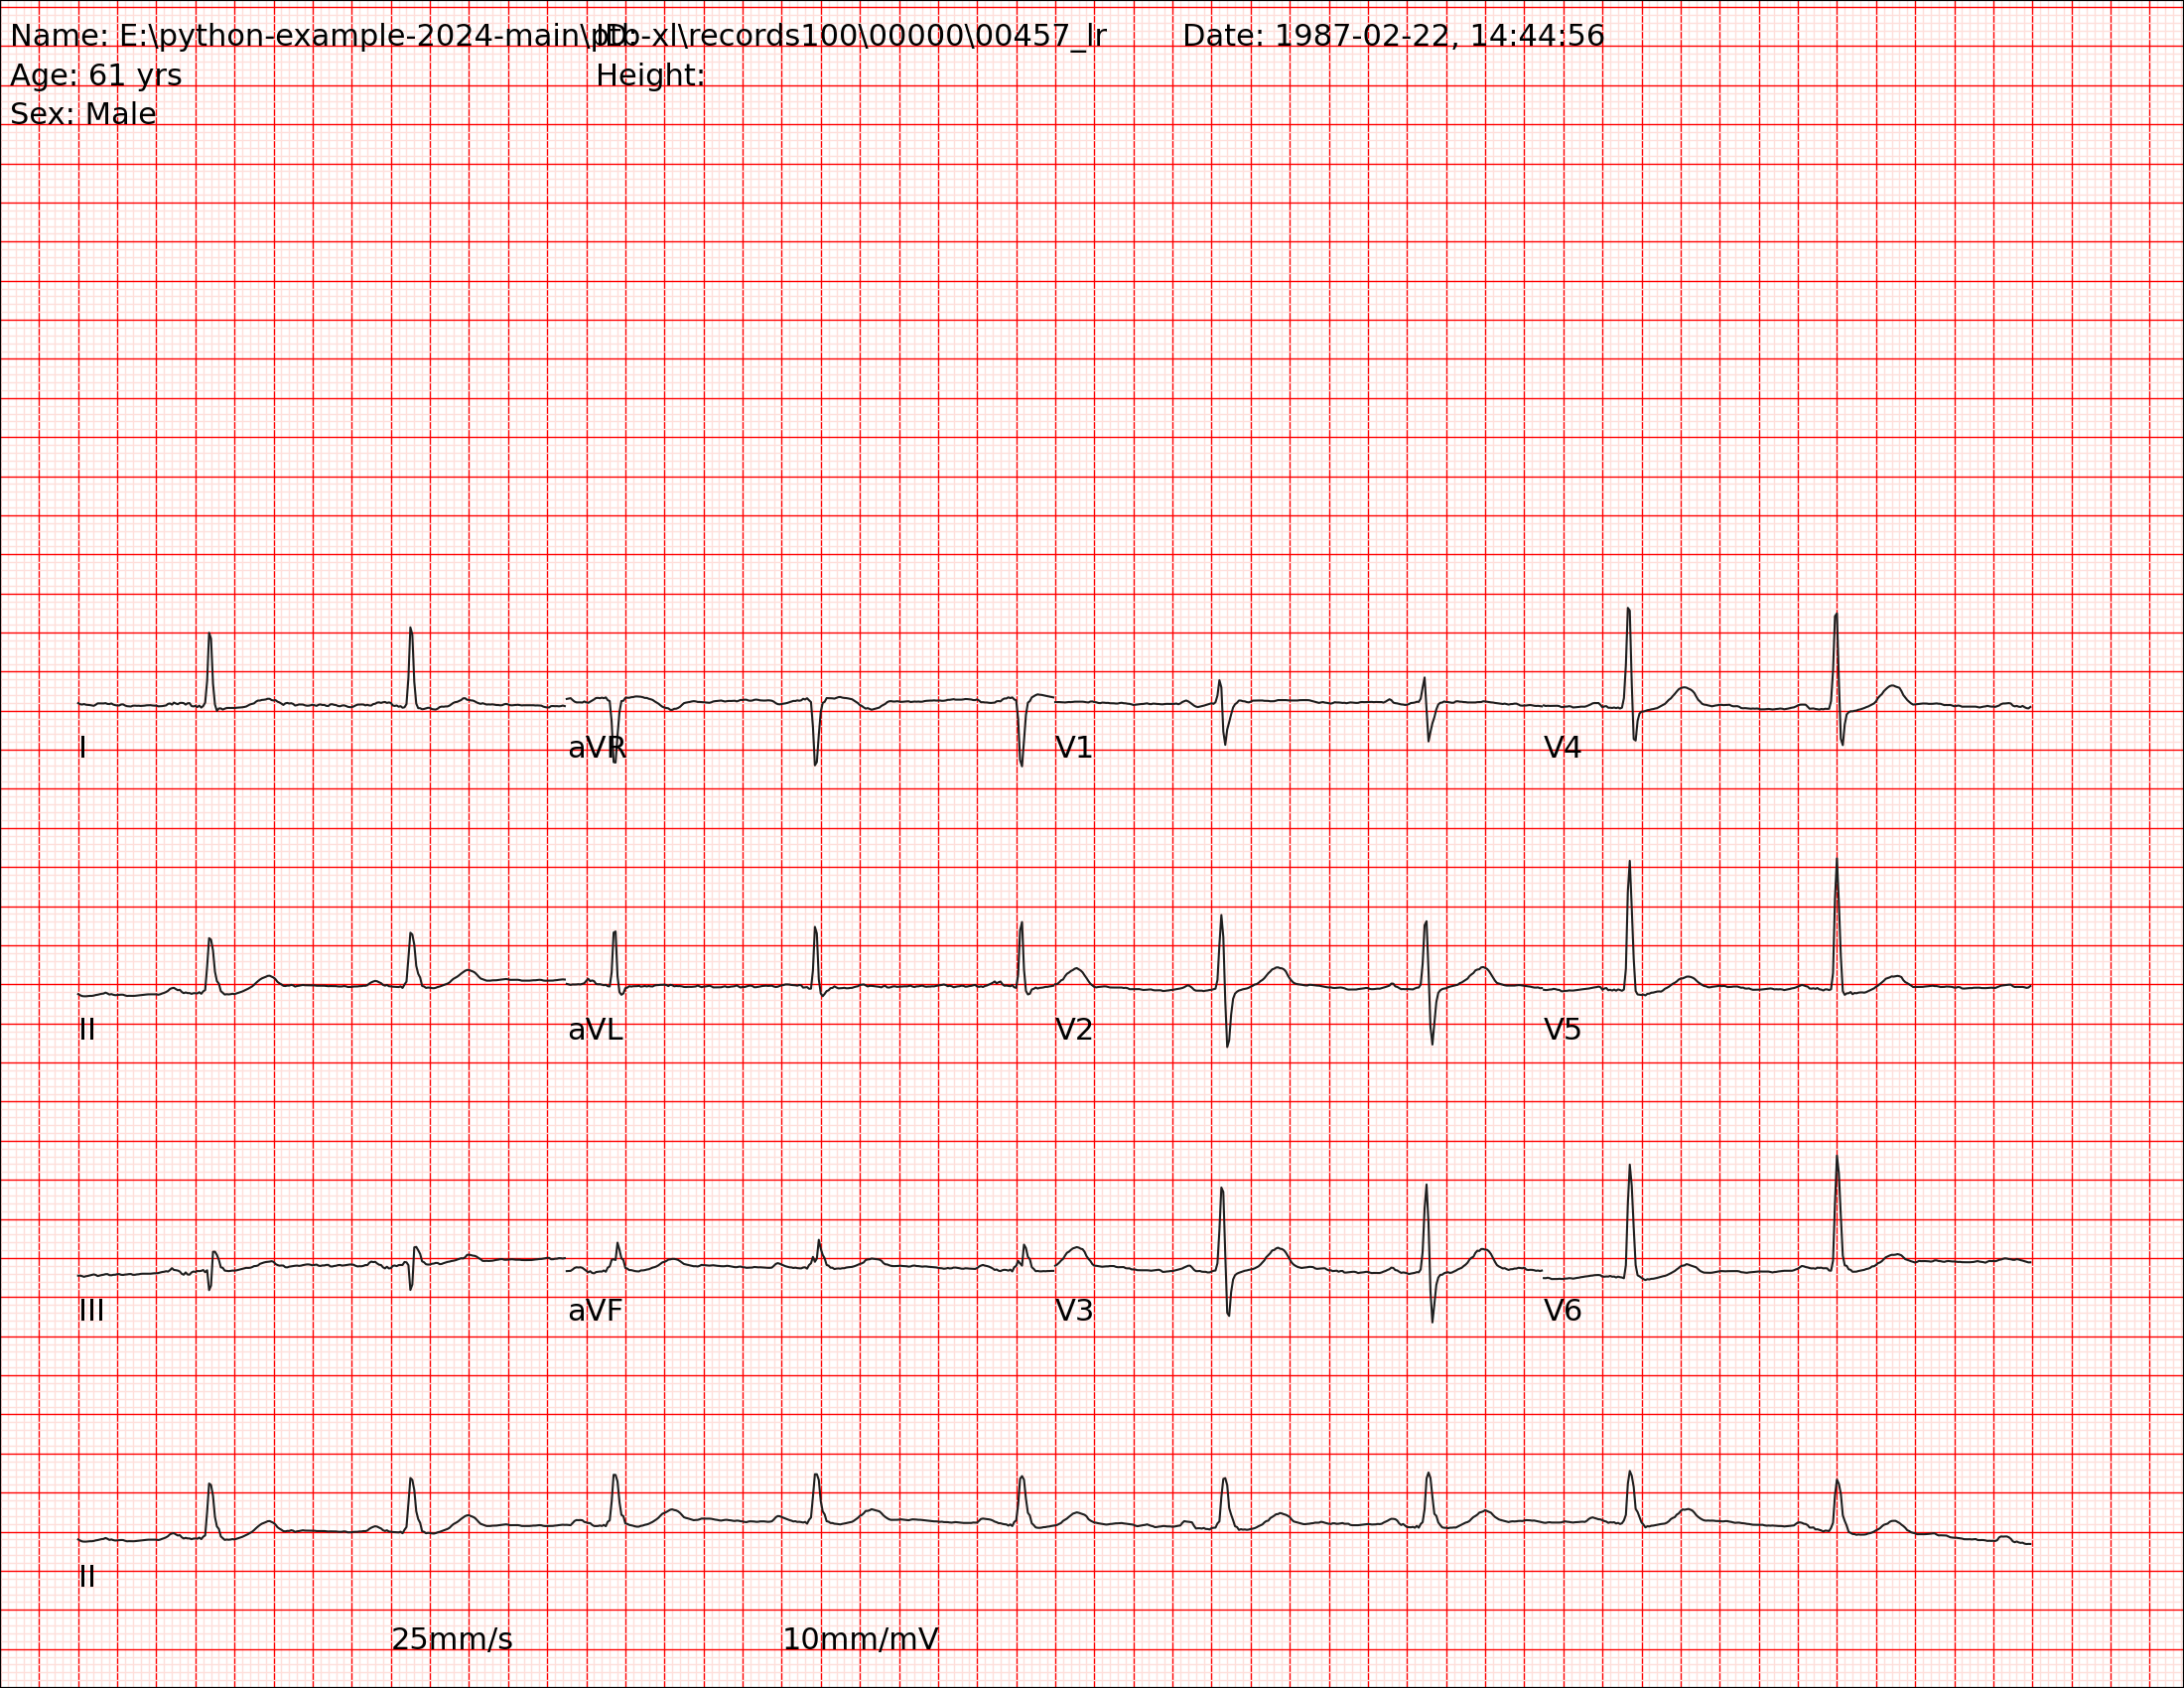 Name: E:\python-example-2024-main\ptb-xl\records100\00000\00457_lr ID: Date: 1987-02-22, 14:44:56
Age: 61 yrs Height:
Sex: Male
I aVR V1 V4
II aVL V2 V5
III aVF V3 V6
II
25mm/s 10mm/mV